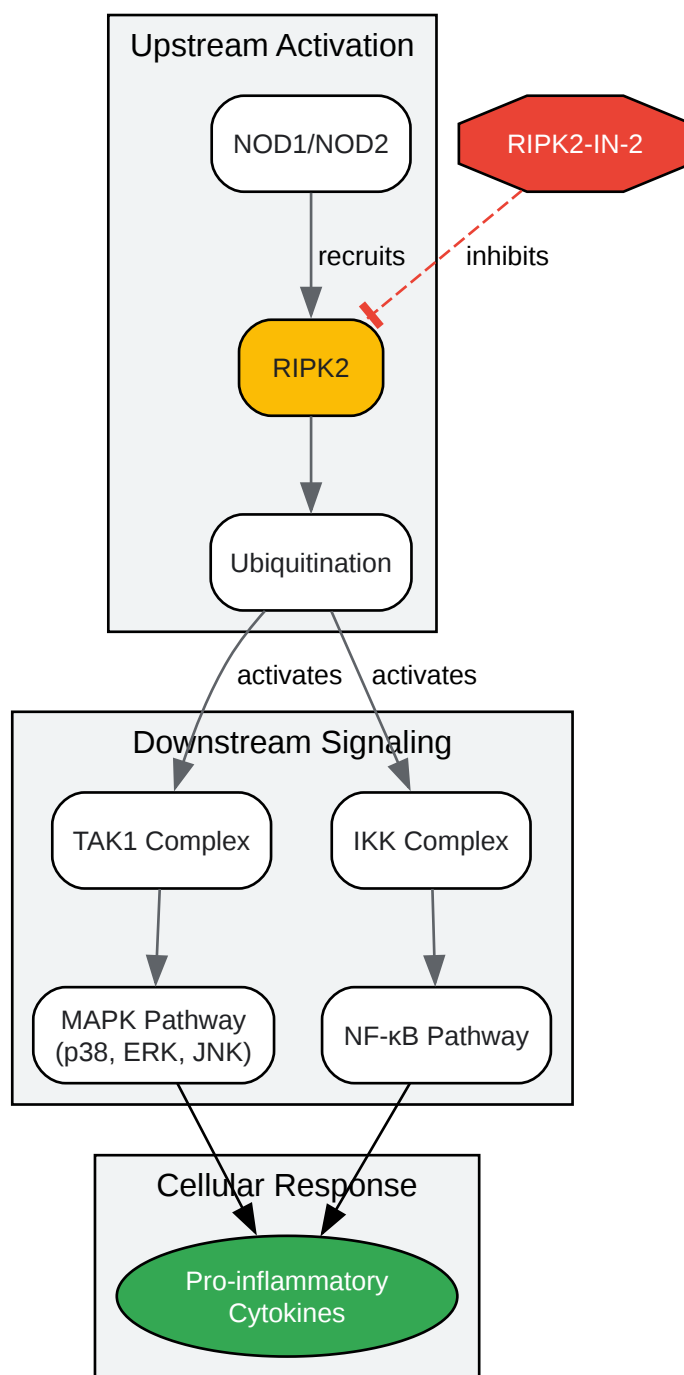 Upstream Activation
NOD1/NOD2
RIPK2-IN-2
recruits
inhibits
RIPK2
Ubiquitination
activates
activates
Downstream Signaling
TAK1 Complex
IKK Complex
MAPK Pathway
(p38, ERK, JNK)
NF-κB Pathway
Cellular Response
Pro-inflammatory
Cytokines